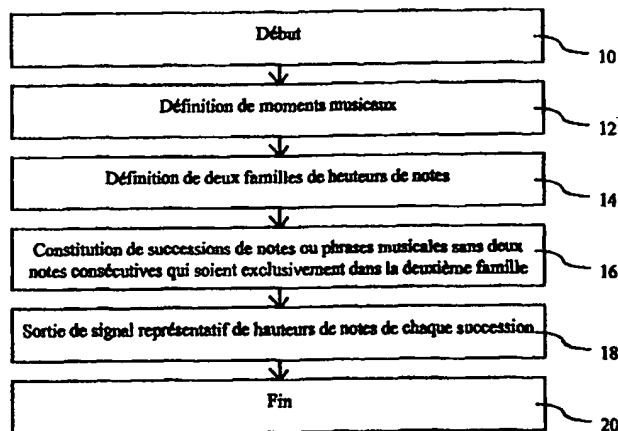 Début
10
Définition de moments musicaux
12
Définition de deux familles de heuteurs de notes
14
Constitution de successions de notes ou phrases musicales sans deux
notes consécutives qui soient exclusivement dans la deuxième famille
16
Sortie de signal représentatif de hauteurs de notes de chaque succession
18
Fin
20